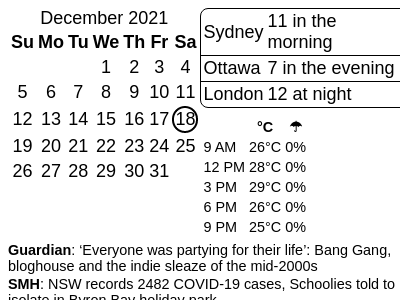 December 2021
Su Mo Tu We Th Fr Sa
1 2 3 4
5 6 7 8 9 10 11
12 13 14 15 16 17 18
19 20 21 22 23 24 25
26 27 28 29 30 31
Sydney 11 in the
morning
Ottawa 7 in the evening
London 12 at night
°C ☂
9 AM 26°C 0%
12 PM 28°C 0%
3 PM 29°C 0%
6 PM 26°C 0%
9 PM 25°C 0%
Guardian: ‘Everyone was partying for their life’: Bang Gang,
bloghouse and the indie sleaze of the mid-2000s
SMH: NSW records 2482 COVID-19 cases, Schoolies told to
isolate in Byron Bay holiday park